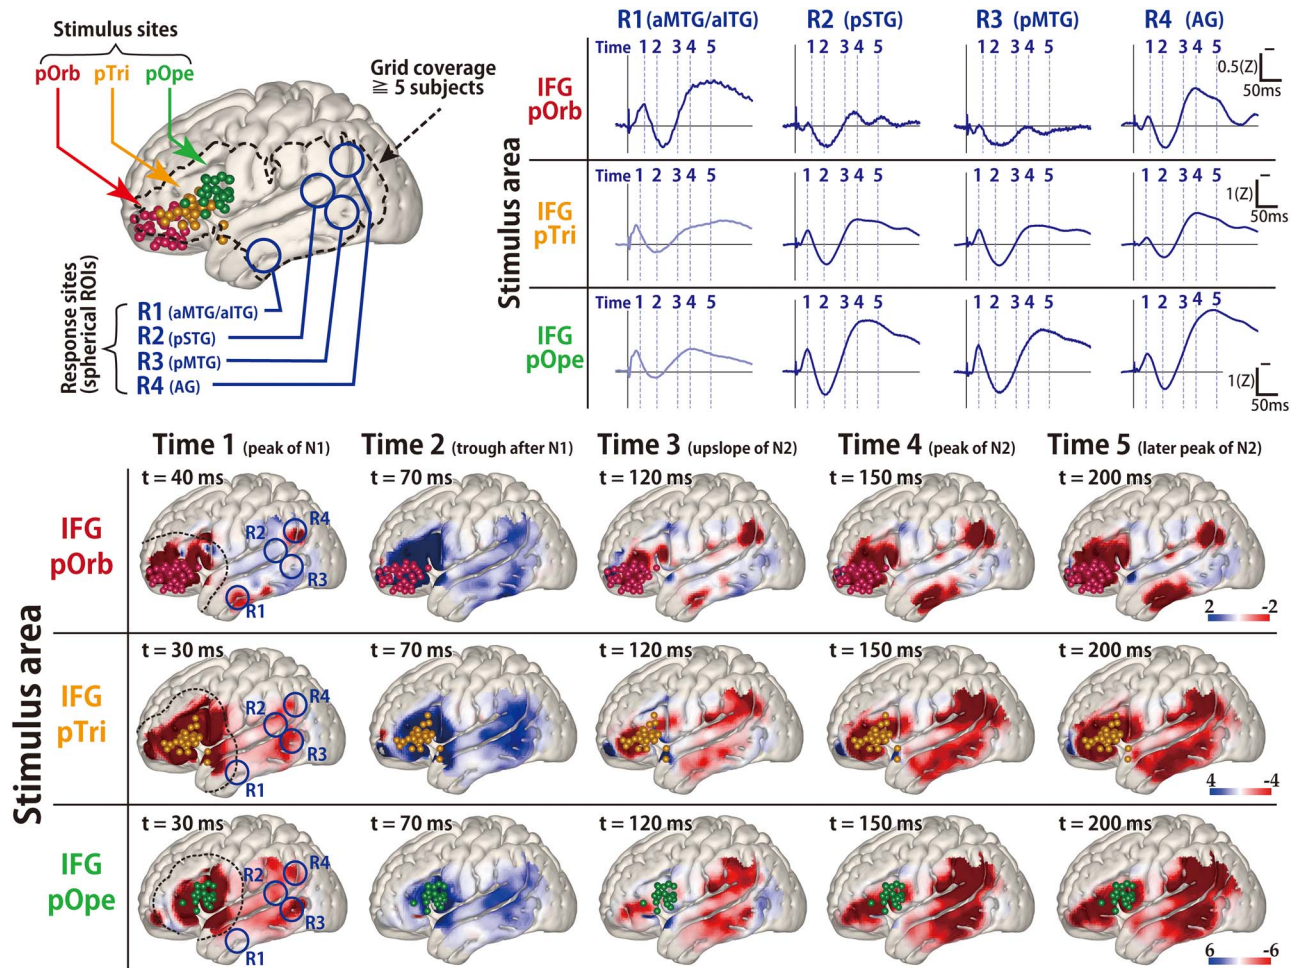 Stimulus sites
pOrb pTri pOpe
Grid coverage
≧ 5 subjects
Response sites
(spherical ROIs)
R1 (aMTG/aITG)
R2 (pSTG)
R3 (pMTG)
R4 (AG)
R1 (aMTG/aITG) R2 (pSTG) R3 (pMTG) R4 (AG)
Stimulus area
Time 1 2 3 4 5 1 2 3 4 5 1 2 3 4 5 1 2 3 4 5
IFG
pOrb
0.5(Z)
50ms
1 2 3 4 5 1 2 3 4 5 1 2 3 4 5 1 2 3 4 5
IFG
pTri
1(Z)
50ms
Time 1 2 3 4 5 1 2 3 4 5 1 2 3 4 5 1 2 3 4 5
IFG
pOpe
1(Z)
50ms
Time 1 (peak of N1) Time 2 (trough after N1) Time 3 (upslope of N2) Time 4 (peak of N2) Time 5 (later peak of N2)
Stimulus area
t = 40 ms t = 70 ms t = 120 ms t = 150 ms t = 200 ms
IFG
pOrb
R2 R4
R3
R1
2 -2
t = 30 ms t = 70 ms t = 120 ms t = 150 ms t = 200 ms
IFG
pTri
R2 R4
R3
R1
4 -4
t = 30 ms t = 70 ms t = 120 ms t = 150 ms t = 200 ms
IFG
pOpe
R2 R4
R3
R1
6 -6